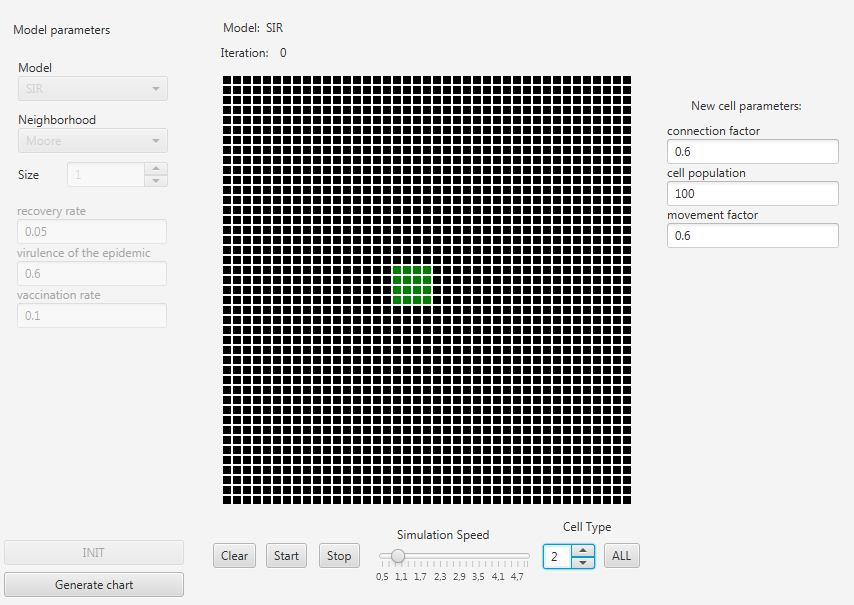 Model parameters
Model
SIR
Neighborhood
Moore
Size 1
recovery rate
0.05
virulence of the epidemic
0.6
vaccination rate
0.1
INIT
Generate chart
Model: SIR
Iteration: 0
Clear
Start
Stop
Simulation Speed
0,5 1,1 1,7 2,3 2,9 3,5 4,1 4,7
Cell Type
2
ALL
New cell parameters:
connection factor
0.6
cell population
100
movement factor
0.6